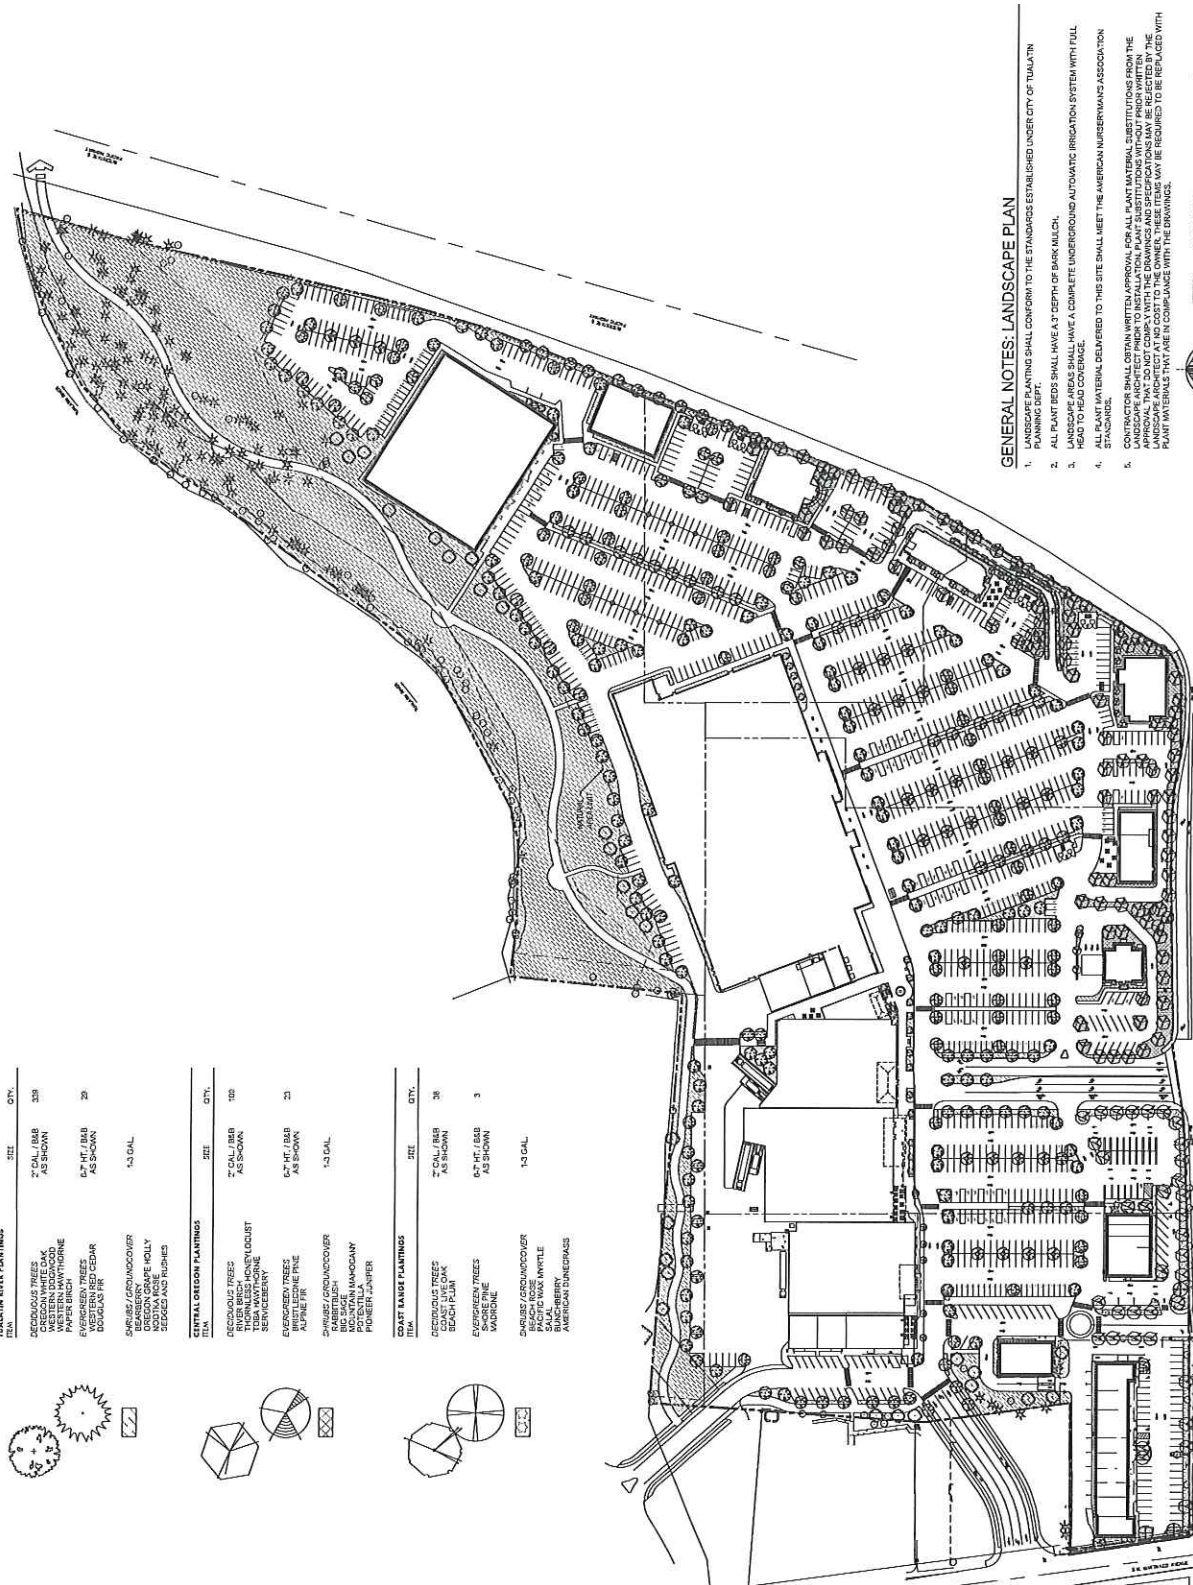 ITEM SIZE QTY.
DECIDUOUS TREES
OREGON WHITE OAK 2" CAL. / B&B 339
WESTERN DOGWOOD AS SHOWN
WESTERN HAWTHORNE
PAPER BIRCH
EVERGREEN TREES
WESTERN RED CEDAR 6-7' HT. / B&B 29
DOUGLAS FIR AS SHOWN
SHRUBS / GROUNDCOVER
BEARBERRY 1-3 GAL.
OREGON GRAPE HOLLY
NOOTKA ROSE
SEDGES AND RUSHES
CENTRAL OREGON PLANTINGS
ITEM SIZE QTY.
DECIDUOUS TREES
RIVER BIRCH 2" CAL. / B&B 102
THORNLESS HONEYLOCUST AS SHOWN
TOBA HAWTHORNE
SERVICEBERRY
EVERGREEN TREES
BRISTLECONE PINE 6-7' HT. / B&B 23
ALPINE FIR AS SHOWN
SHRUBS / GROUNDCOVER
RABBITBUSH 1-3 GAL.
BIG SAGE
MOUNTAIN MAHOGANY
POTENTILLA
PIONEER JUNIPER
COAST RANGE PLANTINGS
ITEM SIZE QTY.
DECIDUOUS TREES
COAST LIVE OAK 2" CAL. / B&B 38
BEACH PLUM AS SHOWN
EVERGREEN TREES
SHORE PINE 6-7' HT. / B&B 3
MADRONE AS SHOWN
SHRUBS / GROUNDCOVER
BEACH ROSE 1-3 GAL.
PACIFIC WAX MYRTLE
SALAL
BUNCHBERRY
AMERICAN DUNEGRASS
GENERAL NOTES: LANDSCAPE PLAN
1. LANDSCAPE PLANTING SHALL CONFORM TO THE STANDARDS ESTABLISHED UNDER CITY OF TUALATIN
PLANNING DEPT.
2. ALL PLANT BEDS SHALL HAVE A 3" DEPTH OF BARK MULCH.
3. LANDSCAPE AREAS SHALL HAVE A COMPLETE UNDERGROUND AUTOMATIC IRRIGATION SYSTEM WITH FULL
HEAD TO HEAD COVERAGE.
4. ALL PLANT MATERIAL DELIVERED TO THIS SITE SHALL MEET THE AMERICAN NURSERYMAN'S ASSOCIATION
STANDARDS.
5. CONTRACTOR SHALL OBTAIN WRITTEN APPROVAL FOR ALL PLANT MATERIAL SUBSTITUTIONS FROM THE
LANDSCAPE ARCHITECT PRIOR TO INSTALLATION. PLANT SUBSTITUTIONS WITHOUT PRIOR WRITTEN
APPROVAL THAT DO NOT COMPLY WITH THE DRAWINGS AND SPECIFICATIONS MAY BE REJECTED BY THE
LANDSCAPE ARCHITECT AT NO COST TO THE OWNER. THESE ITEMS MAY BE REQUIRED TO BE REPLACED WITH
PLANT MATERIALS THAT ARE IN COMPLIANCE WITH THE DRAWINGS.